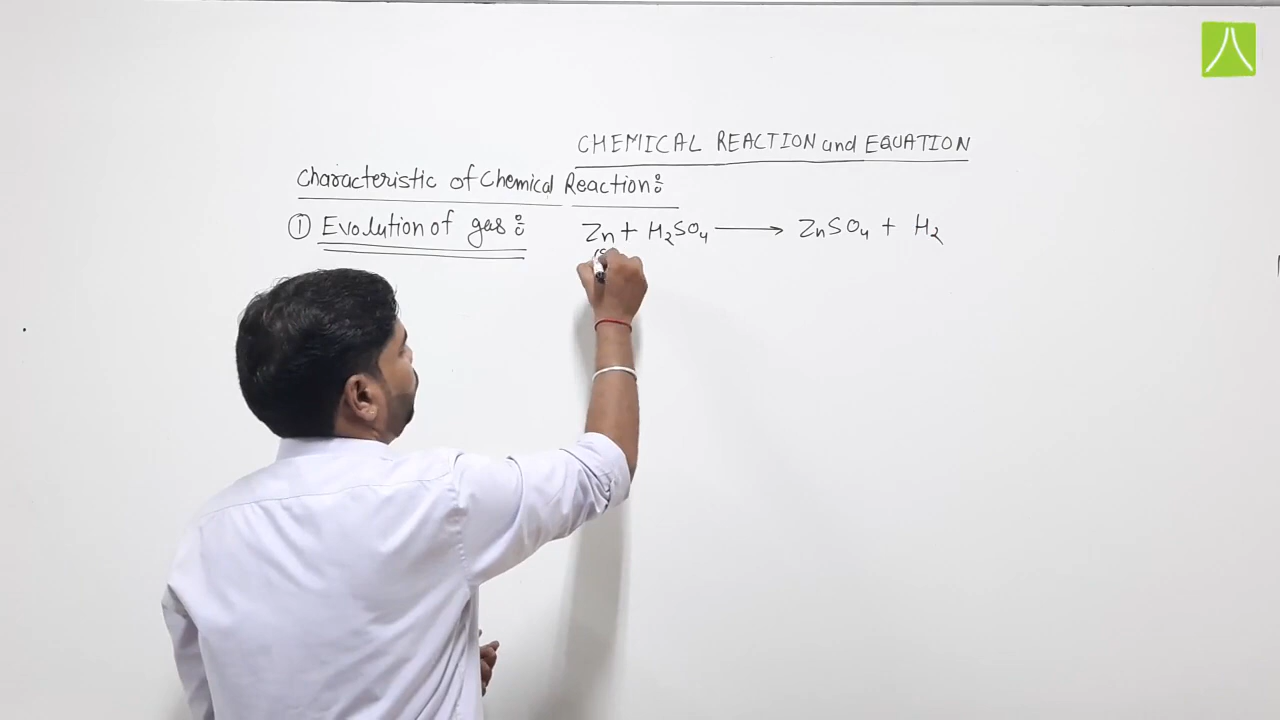 CHEMICAL REACTION and EQUATION
Characteristic of Chemical Reaction:
① Evolution of gas: Zn + H₂SO₄ ⟶ ZnSO₄ + H₂